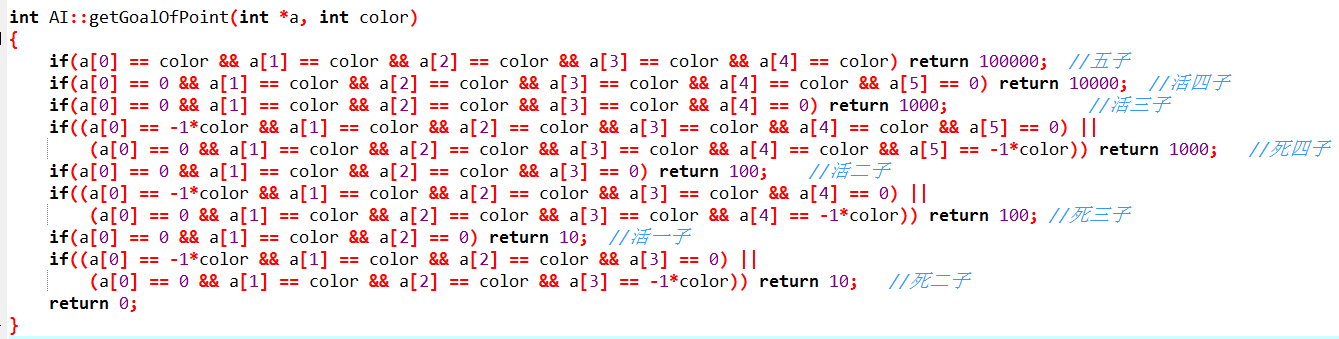 int AI::getGoalOfPoint(int *a, int color)
{
    if(a[0] == color && a[1] == color && a[2] == color && a[3] == color && a[4] == color) return 100000;  //五子
    if(a[0] == 0 && a[1] == color && a[2] == color && a[3] == color && a[4] == color && a[5] == 0) return 10000;  //活四子
    if(a[0] == 0 && a[1] == color && a[2] == color && a[3] == color && a[4] == 0) return 1000;              //活三子
    if((a[0] == -1*color && a[1] == color && a[2] == color && a[3] == color && a[4] == color && a[5] == 0) ||
        (a[0] == 0 && a[1] == color && a[2] == color && a[3] == color && a[4] == color && a[5] == -1*color)) return 1000;   //死四子
    if(a[0] == 0 && a[1] == color && a[2] == color && a[3] == 0) return 100;    //活二子
    if((a[0] == -1*color && a[1] == color && a[2] == color && a[3] == color && a[4] == 0) ||
        (a[0] == 0 && a[1] == color && a[2] == color && a[3] == color && a[4] == -1*color)) return 100; //死三子
    if(a[0] == 0 && a[1] == color && a[2] == 0) return 10;  //活一子
    if((a[0] == -1*color && a[1] == color && a[2] == color && a[3] == 0) ||
        (a[0] == 0 && a[1] == color && a[2] == color && a[3] == -1*color)) return 10;   //死二子
    return 0;
}